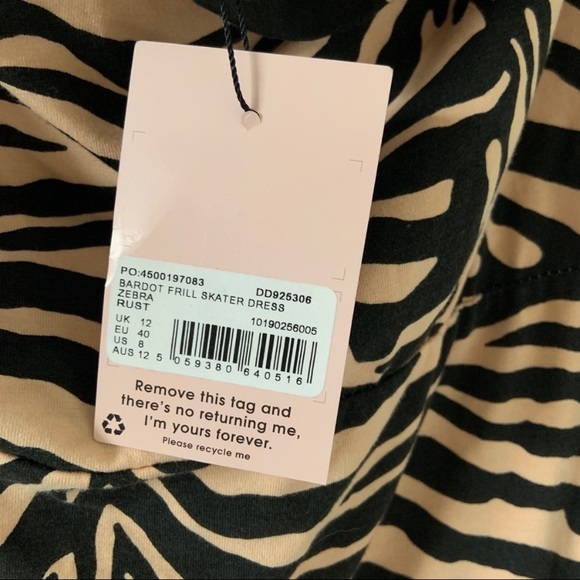 PO:4500197083 DD925306
BARDOT FRILL SKATER DRESS
ZEBRA
RUST 10190256005
UK 12
EU 40
US 8
AUS 12 5 059380 640516
Remove this tag and
there's no returning me,
I'm yours forever.
Please recycle me